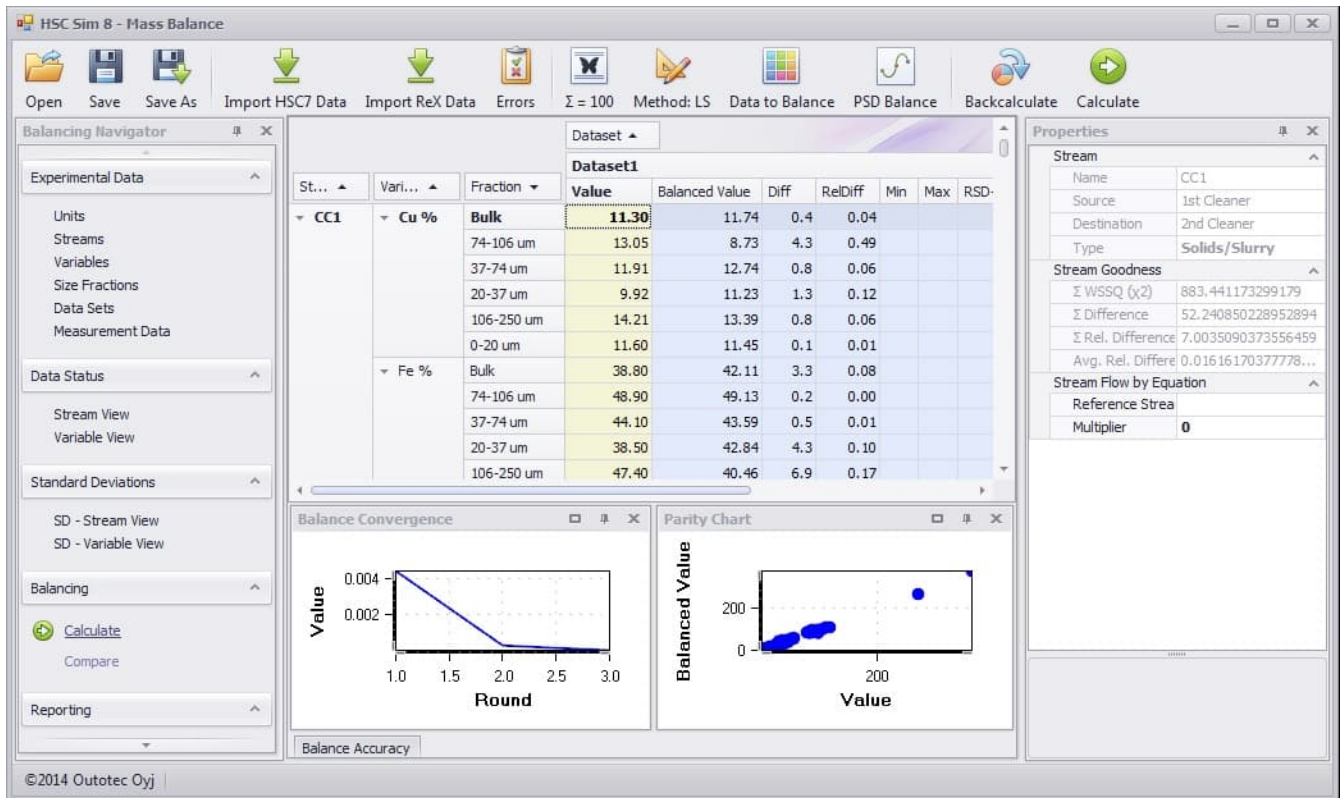 HSC Sim 8 - Mass Balance
Open Save Save As Import HSC7 Data Import ReX Data Errors Σ = 100 Method: LS Data to Balance PSD Balance Backcalculate Calculate
Balancing Navigator
Experimental Data
Units
Streams
Variables
Size Fractions
Data Sets
Measurement Data
Data Status
Stream View
Variable View
Standard Deviations
SD - Stream View
SD - Variable View
Balancing
Calculate
Compare
Reporting
Dataset
Dataset1
St... Vari... Fraction Value Balanced Value Diff RelDiff Min Max RSD-
CC1 Cu % Bulk 11.30 11.74 0.4 0.04
74-106 um 13.05 8.73 4.3 0.49
37-74 um 11.91 12.74 0.8 0.06
20-37 um 9.92 11.23 1.3 0.12
106-250 um 14.21 13.39 0.8 0.06
0-20 um 11.60 11.45 0.1 0.01
Fe % Bulk 38.80 42.11 3.3 0.08
74-106 um 48.90 49.13 0.2 0.00
37-74 um 44.10 43.59 0.5 0.01
20-37 um 38.50 42.84 4.3 0.10
106-250 um 47.40 40.46 6.9 0.17
Balance Convergence
Value
0.004
0.002
1.0 1.5 2.0 2.5 3.0
Round
Parity Chart
Balanced Value
200
0
200
Value
Balance Accuracy
Properties
Stream
Name CC1
Source 1st Cleaner
Destination 2nd Cleaner
Type Solids/Slurry
Stream Goodness
Σ WSSQ (χ2) 883.441173299179
Σ Difference 52.240850228952894
Σ Rel. Difference 7.0035090373556459
Avg. Rel. Differe 0.01616170377778...
Stream Flow by Equation
Reference Strea
Multiplier 0
©2014 Outotec Oyj